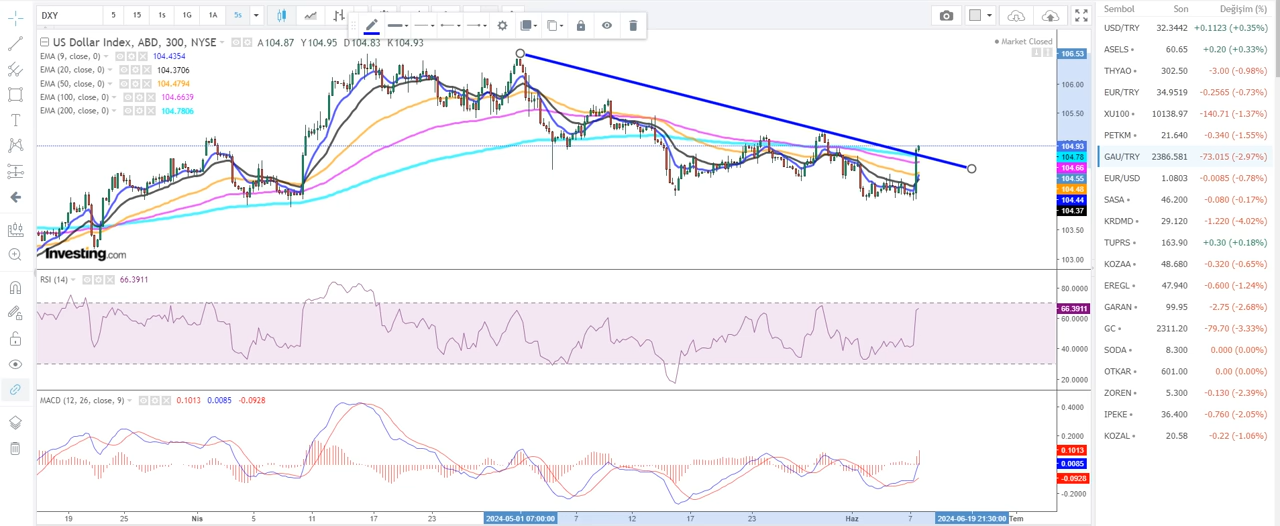 DXY 5 15 1s 1G 1A 5s
US Dollar Index, ABD, 300, NYSE A 104.87 Y 104.95 D 104.83 K 104.93
Market Closed
EMA (9, close, 0) 104.4354
EMA (20, close, 0) 104.3706
EMA (50, close, 0) 104.4794
EMA (100, close, 0) 104.6639
EMA (200, close, 0) 104.7806
Investing.com
106.53
106.00
105.50
104.93
104.78
104.66
104.55
104.48
104.44
104.37
103.50
103.00
RSI (14) 66.3911
80.0000
66.3911
60.0000
40.0000
20.0000
MACD (12, 26, close, 9) 0.1013 0.0085 -0.0928
0.4000
0.2000
0.1013
0.0085
-0.0928
-0.2000
19 25 Nis 5 11 17 23 2024-05-01 07:00:00 7 12 17 23 Haz 7 2024-06-19 21:30:00 Tem
Sembol Son Değişim (%)
USD/TRY 32.3442 +0.1123 (+0.35%)
ASELS 60.65 +0.20 (+0.33%)
THYAO 302.50 -3.00 (-0.98%)
EUR/TRY 34.9519 -0.2565 (-0.73%)
XU100 10138.97 -140.71 (-1.37%)
PETKM 21.640 -0.340 (-1.55%)
GAU/TRY 2386.581 -73.015 (-2.97%)
EUR/USD 1.0803 -0.0085 (-0.78%)
SASA 46.200 -0.080 (-0.17%)
KRDMD 29.120 -1.220 (-4.02%)
TUPRS 163.90 +0.30 (+0.18%)
KOZAA 48.680 -0.320 (-0.65%)
EREGL 47.940 -0.600 (-1.24%)
GARAN 99.95 -2.75 (-2.68%)
GC 2311.20 -79.70 (-3.33%)
SODA 8.300 0.000 (0.00%)
OTKAR 601.00 0.00 (0.00%)
ZOREN 5.300 -0.130 (-2.39%)
IPEKE 36.400 -0.760 (-2.05%)
KOZAL 20.58 -0.22 (-1.06%)